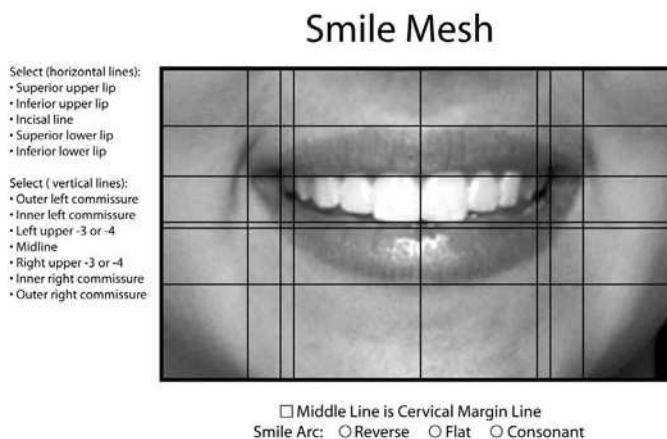 Smile Mesh
Select (horizontal lines):
• Superior upper lip
• Inferior upper lip
• Incisal line
• Superior lower lip
• Inferior lower lip
Select ( vertical lines):
• Outer left commissure
• Inner left commissure
• Left upper -3 or -4
• Midline
• Right upper -3 or -4
• Inner right commissure
• Outer right commissure
Middle Line is Cervical Margin Line
Smile Arc: Reverse Flat Consonant